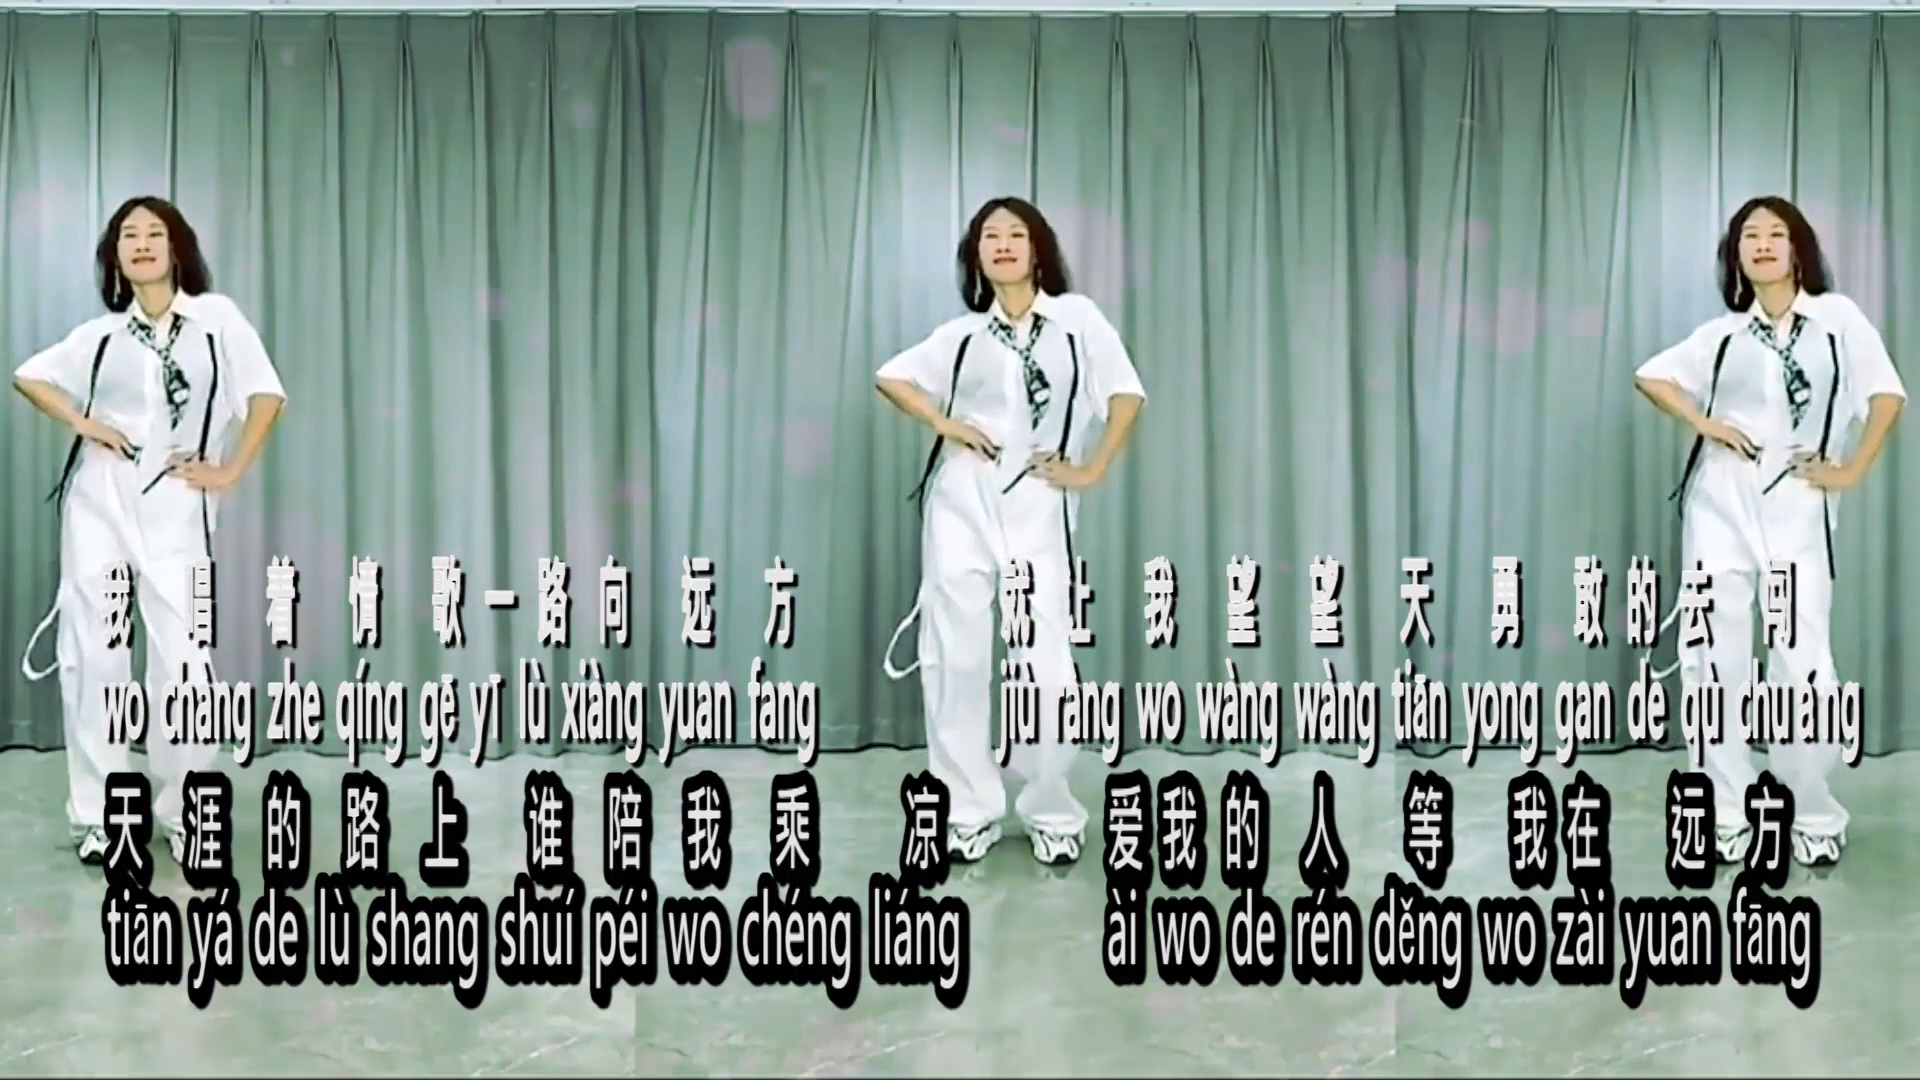 我唱着情歌一路向远方 就让我望望天勇敢的去闯
wo chàng zhe qíng gē yī lù xiàng yuan fang jiù ràng wo wàng wàng tiān yong gan de qù chuáng
天涯的路上谁陪我乘凉 爱我的人等我在远方
tiān yá de lù shang shuí péi wo chéng liáng ài wo de rén děng wo zài yuan fāng